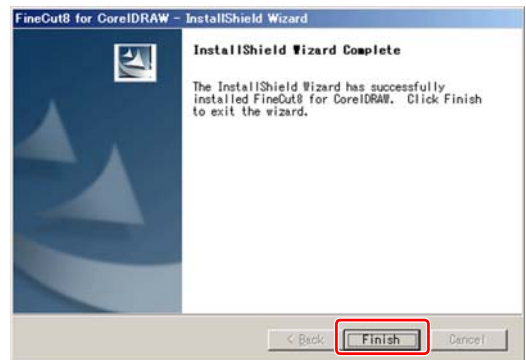 FineCut8 for CorelDRAW - InstallShield Wizard
InstallShield Wizard Complete
The InstallShield Wizard has successfully
installed FineCut8 for CorelDRAW. Click Finish
to exit the wizard.
< Back Finish Cancel